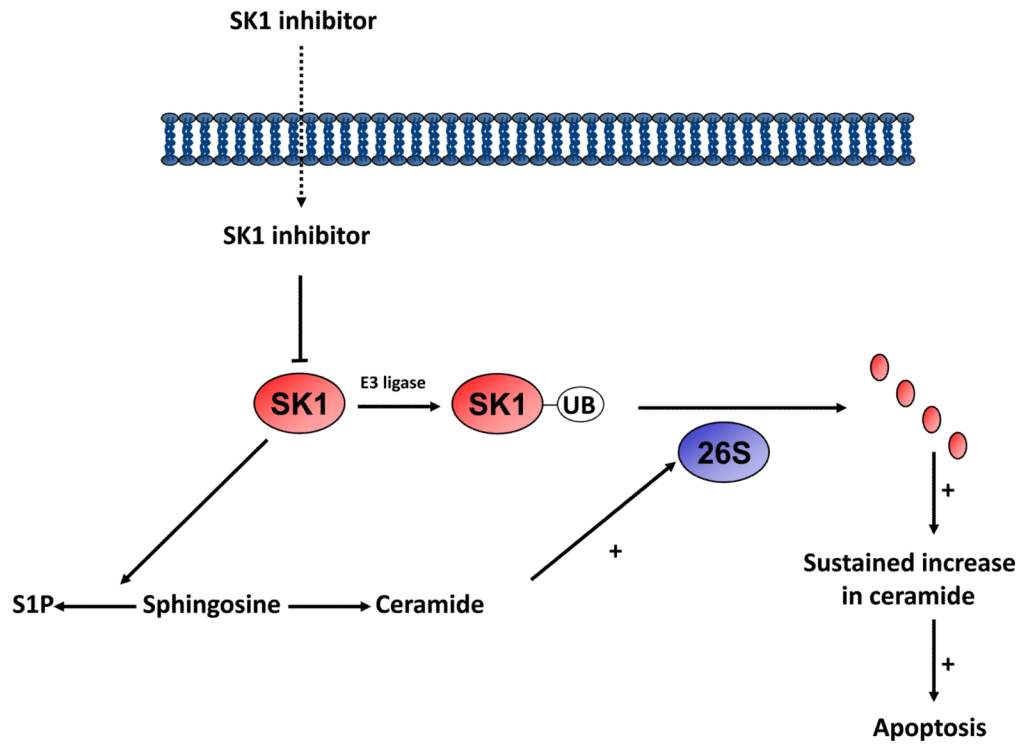 SK1 inhibitor
SK1 inhibitor
SK1
E3 ligase
SK1
UB
26S
+
+
Sustained increase
in ceramide
S1P
Sphingosine
Ceramide
+
Apoptosis